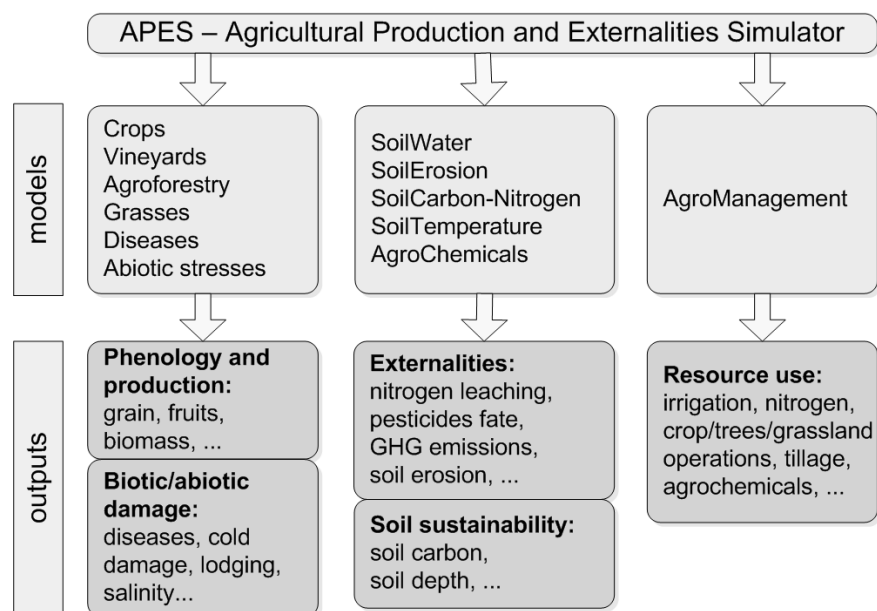 APES – Agricultural Production and Externalities Simulator
models
Crops
Vineyards
Agroforestry
Grasses
Diseases
Abiotic stresses
SoilWater
SoilErosion
SoilCarbon-Nitrogen
SoilTemperature
AgroChemicals
AgroManagement
outputs
Phenology and
production:
grain, fruits,
biomass, ...
Biotic/abiotic
damage:
diseases, cold
damage, lodging,
salinity...
Externalities:
nitrogen leaching,
pesticides fate,
GHG emissions,
soil erosion, ...
Soil sustainability:
soil carbon,
soil depth, ...
Resource use:
irrigation, nitrogen,
crop/trees/grassland
operations, tillage,
agrochemicals, ...